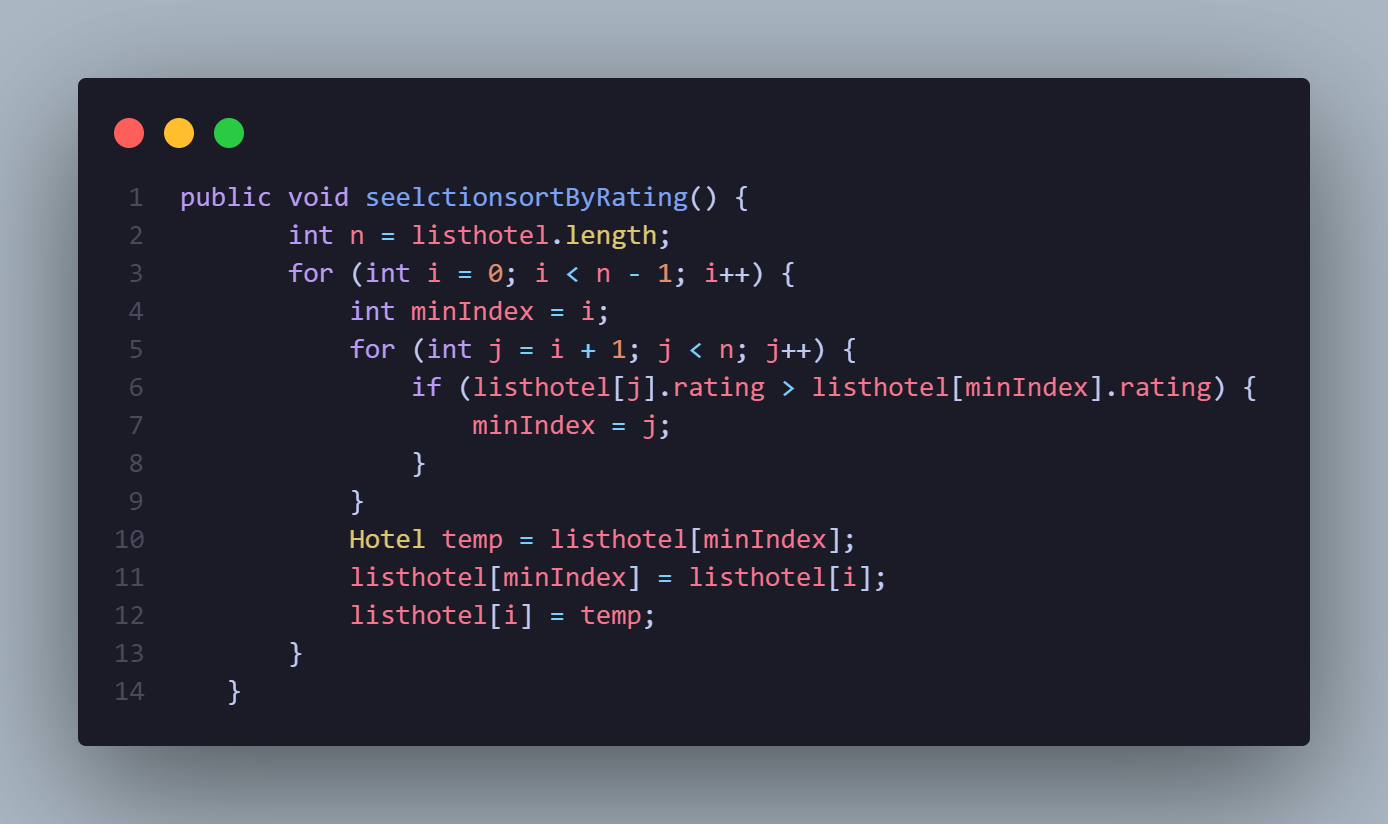 1 public void seelctionsortByRating() {
2 int n = listhotel.length;
3 for (int i = 0; i < n - 1; i++) {
4 int minIndex = i;
5 for (int j = i + 1; j < n; j++) {
6 if (listhotel[j].rating > listhotel[minIndex].rating) {
7 minIndex = j;
8 }
9 }
10 Hotel temp = listhotel[minIndex];
11 listhotel[minIndex] = listhotel[i];
12 listhotel[i] = temp;
13 }
14 }